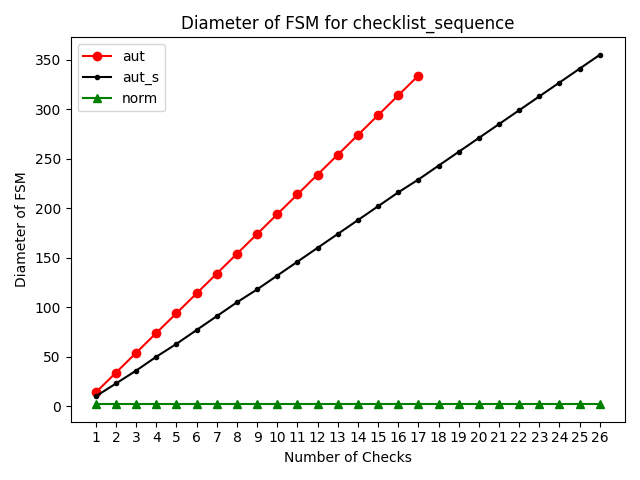 Diameter of FSM for checklist_sequence
aut
aut_s
norm
Diameter of FSM
350
300
250
200
150
100
50
0
1 2 3 4 5 6 7 8 9 10 11 12 13 14 15 16 17 18 19 20 21 22 23 24 25 26
Number of Checks